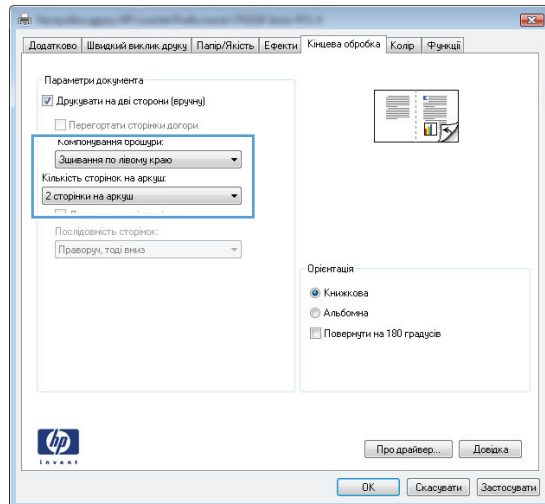 Додатково Швидкий виклик друку Папір/Якість Ефекти Кінцева обробка Колір Функції
Параметри документа
Друкувати на дві сторони (вручну)
Перегортати сторінки догори
Компонування брошури:
Зшивання по лівому краю
Кількість сторінок на аркуш:
2 сторінки на аркуш
Послідовність сторінок:
Праворуч, тоді вниз
Орієнтація
Книжкова
Альбомна
Повернути на 180 градусів
hp
invent
Про драйвер... Довідка
OK Скасувати Застосувати